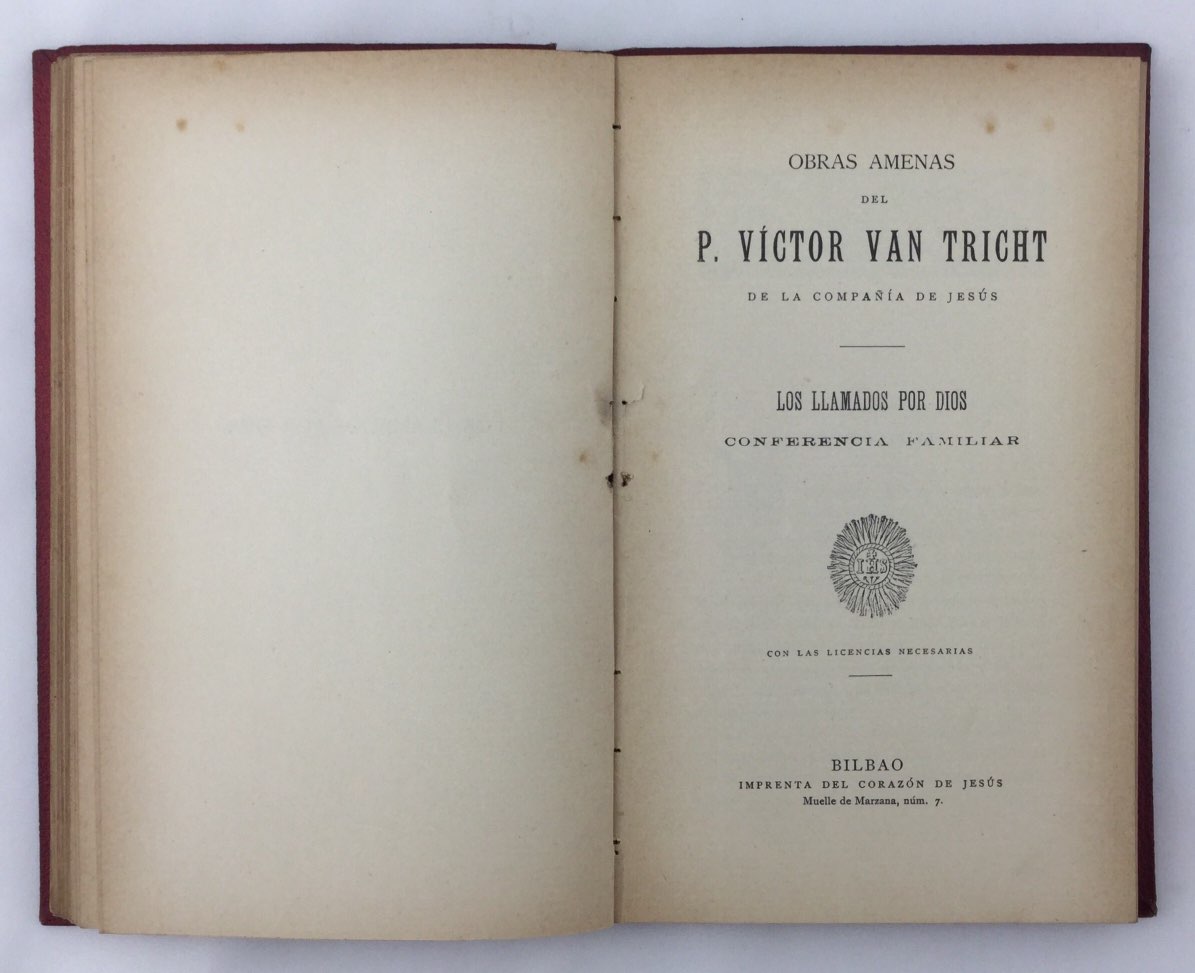 OBRAS AMENAS
DEL
P. VÍCTOR VAN TRICHT
DE LA COMPAÑÍA DE JESÚS
LOS LLAMADOS POR DIOS
CONFERENCIA FAMILIAR
IHS
CON LAS LICENCIAS NECESARIAS
BILBAO
IMPRENTA DEL CORAZÓN DE JESÚS
Muelle de Marzana, núm. 7.